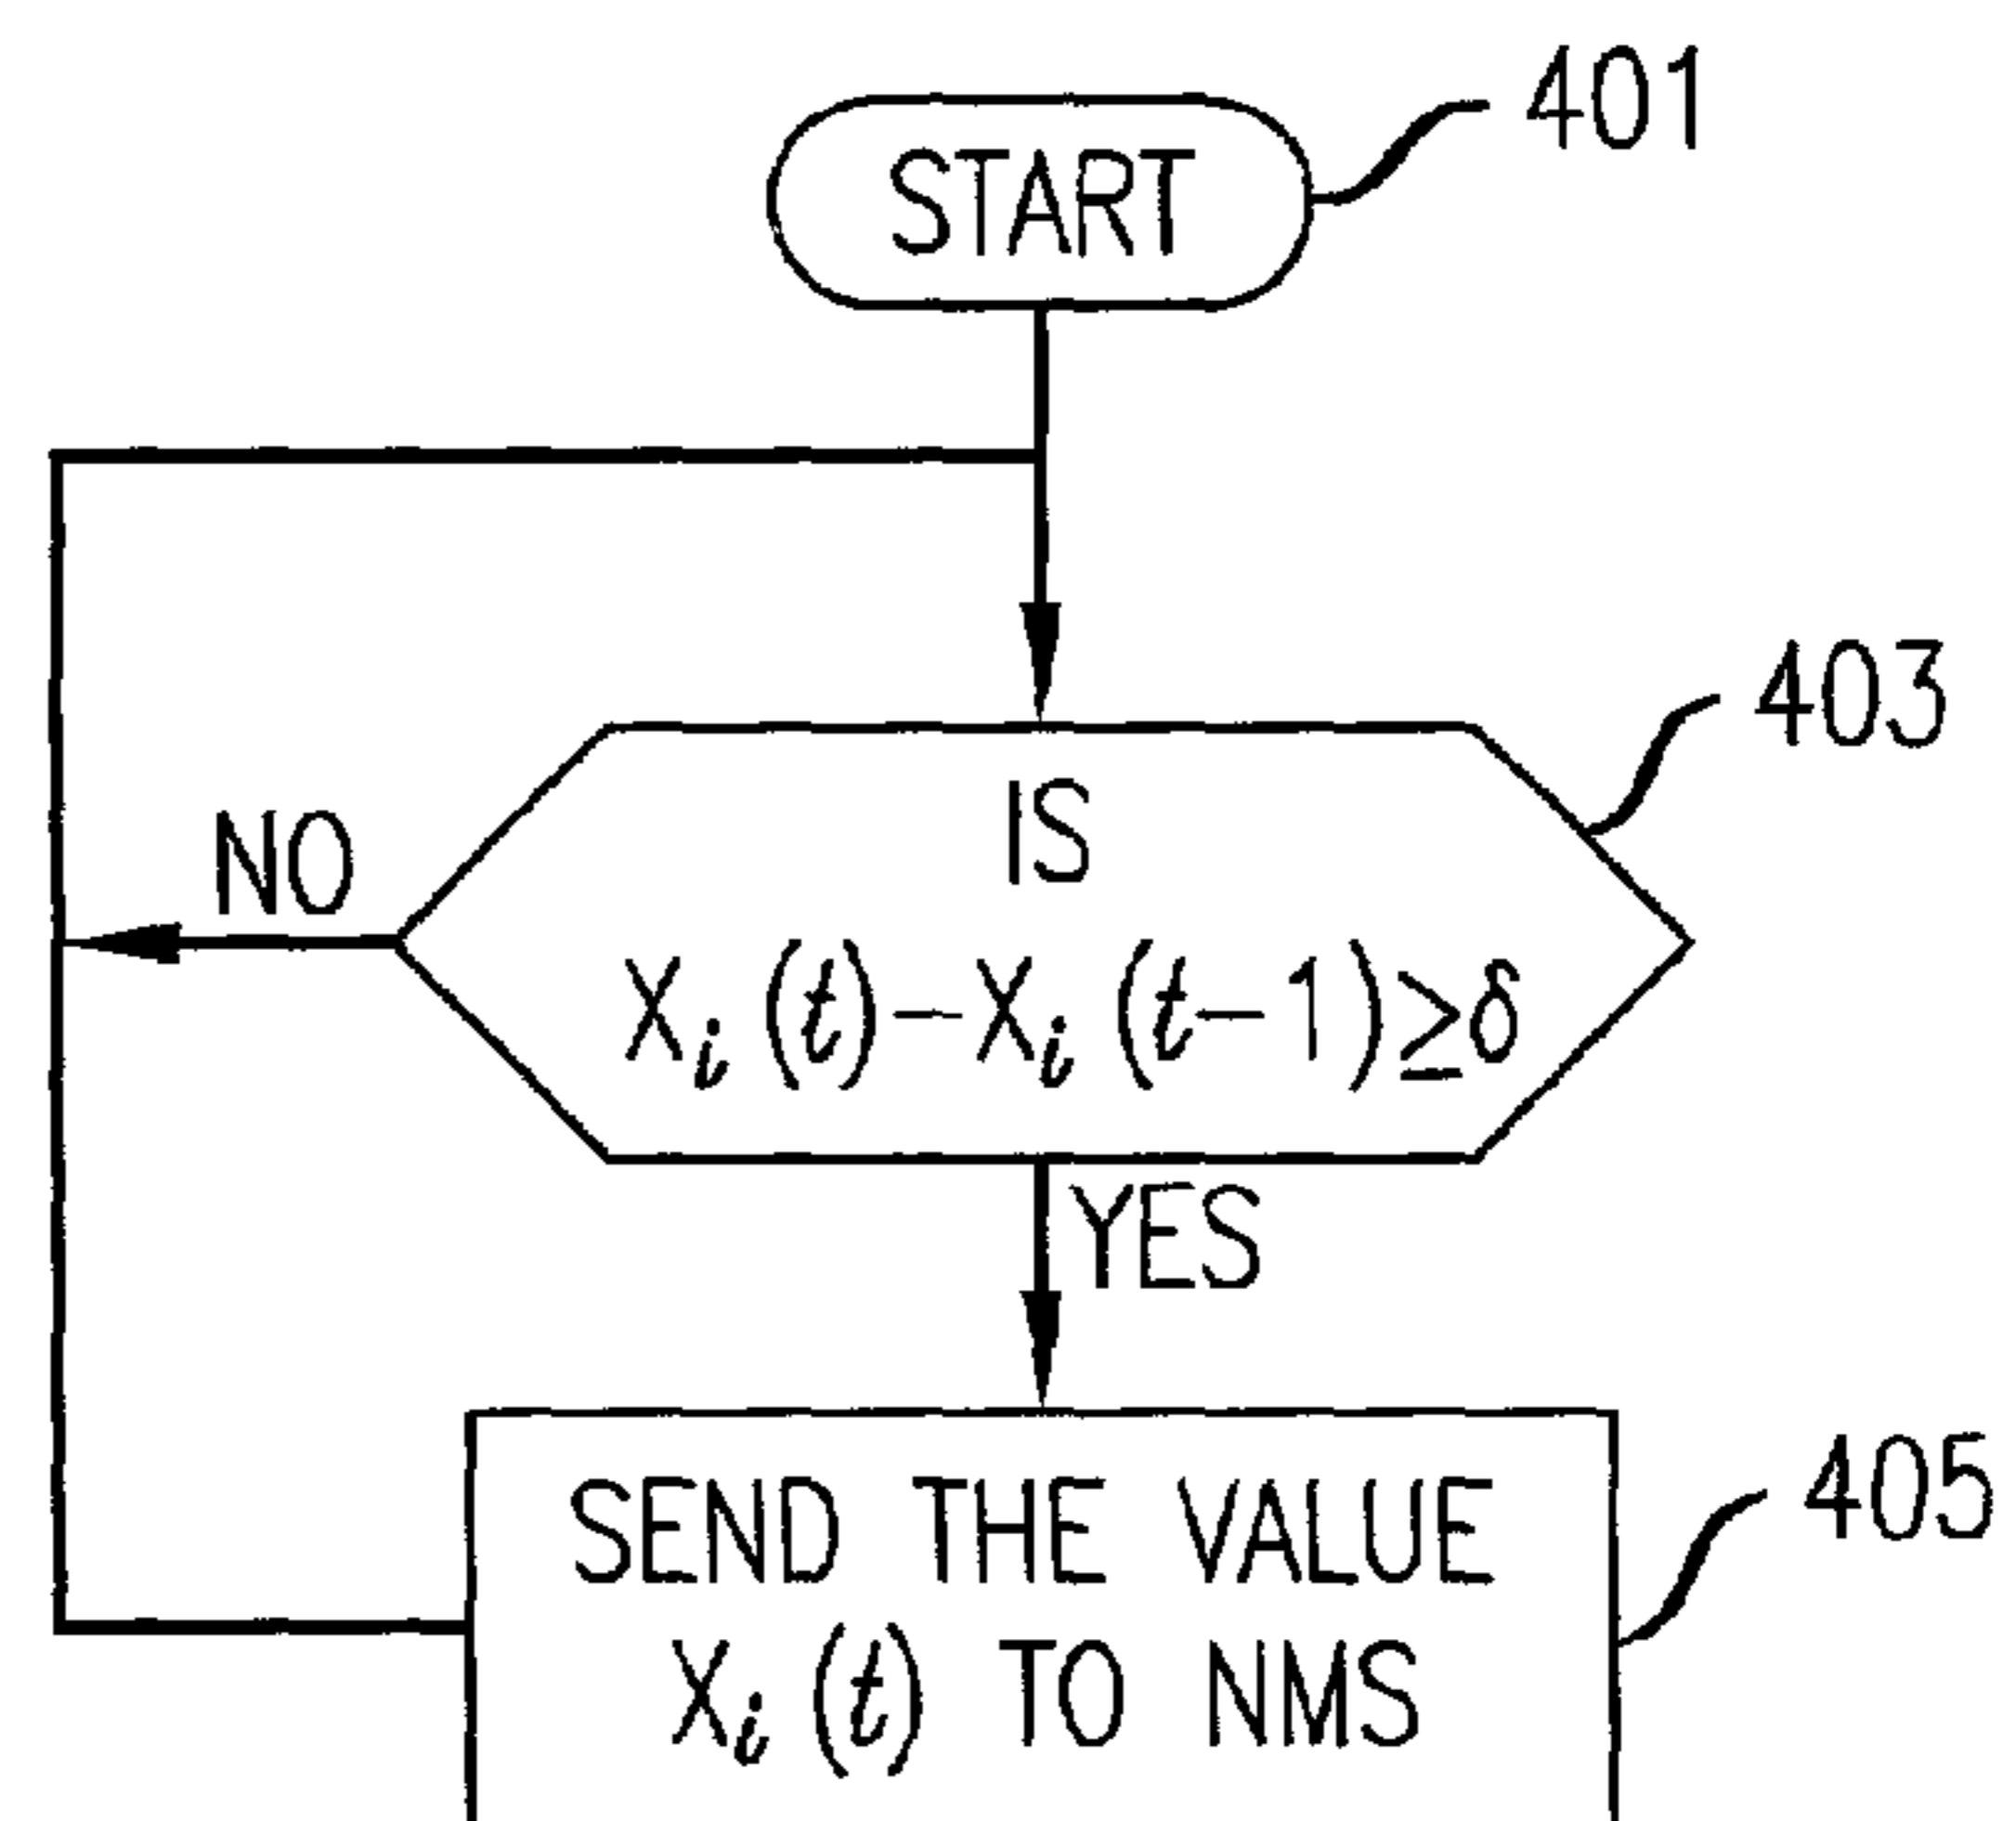 401
START
403
IS
NO
Xᵢ (t)–Xᵢ (t–1)≥δ
YES
405
SEND THE VALUE
Xᵢ (t) TO NMS